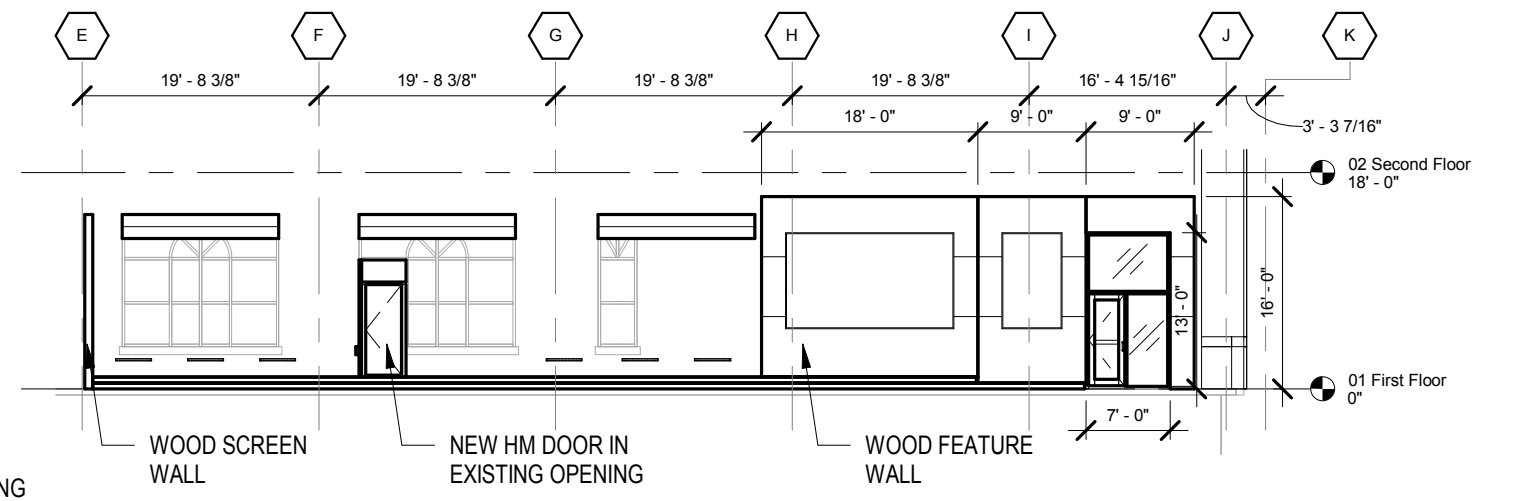 E F G H I J K
19' - 8 3/8" 19' - 8 3/8" 19' - 8 3/8" 19' - 8 3/8" 16' - 4 15/16"
18' - 0" 9' - 0" 9' - 0" 3' - 3 7/16"
02 Second Floor
18' - 0"
13' - 0"
16' - 0"
01 First Floor
0"
7' - 0"
WOOD SCREEN
WALL
NEW HM DOOR IN
EXISTING OPENING
WOOD FEATURE
WALL
NG